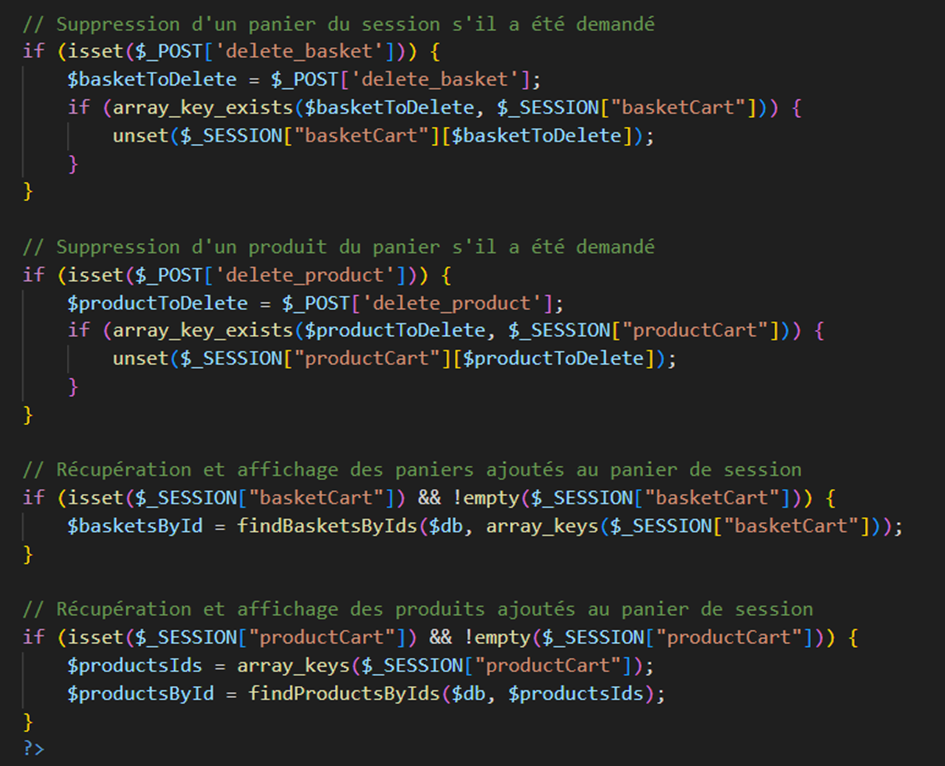 // Suppression d'un panier du session s'il a été demandé
if (isset($_POST['delete_basket'])) {
    $basketToDelete = $_POST['delete_basket'];
    if (array_key_exists($basketToDelete, $_SESSION["basketCart"])) {
        unset($_SESSION["basketCart"][$basketToDelete]);
    }
}

// Suppression d'un produit du panier s'il a été demandé
if (isset($_POST['delete_product'])) {
    $productToDelete = $_POST['delete_product'];
    if (array_key_exists($productToDelete, $_SESSION["productCart"])) {
        unset($_SESSION["productCart"][$productToDelete]);
    }
}

// Récupération et affichage des paniers ajoutés au panier de session
if (isset($_SESSION["basketCart"]) && !empty($_SESSION["basketCart"])) {
    $basketsById = findBasketsByIds($db, array_keys($_SESSION["basketCart"]));
}

// Récupération et affichage des produits ajoutés au panier de session
if (isset($_SESSION["productCart"]) && !empty($_SESSION["productCart"])) {
    $productsIds = array_keys($_SESSION["productCart"]);
    $productsById = findProductsByIds($db, $productsIds);
}
?>